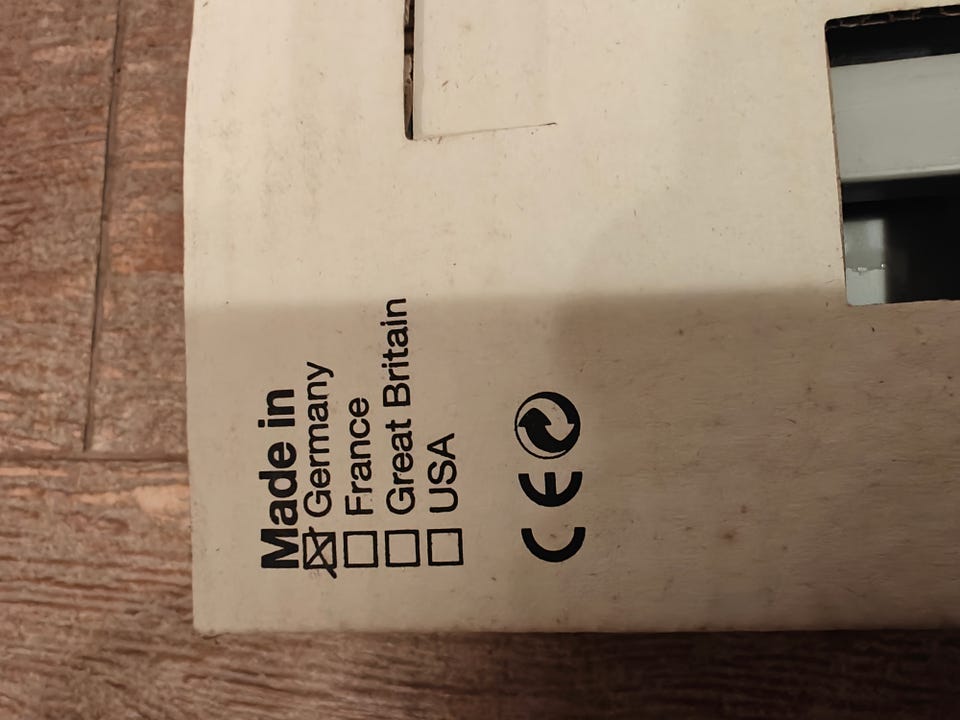 Made in
Germany
France
Great Britain
USA
CE